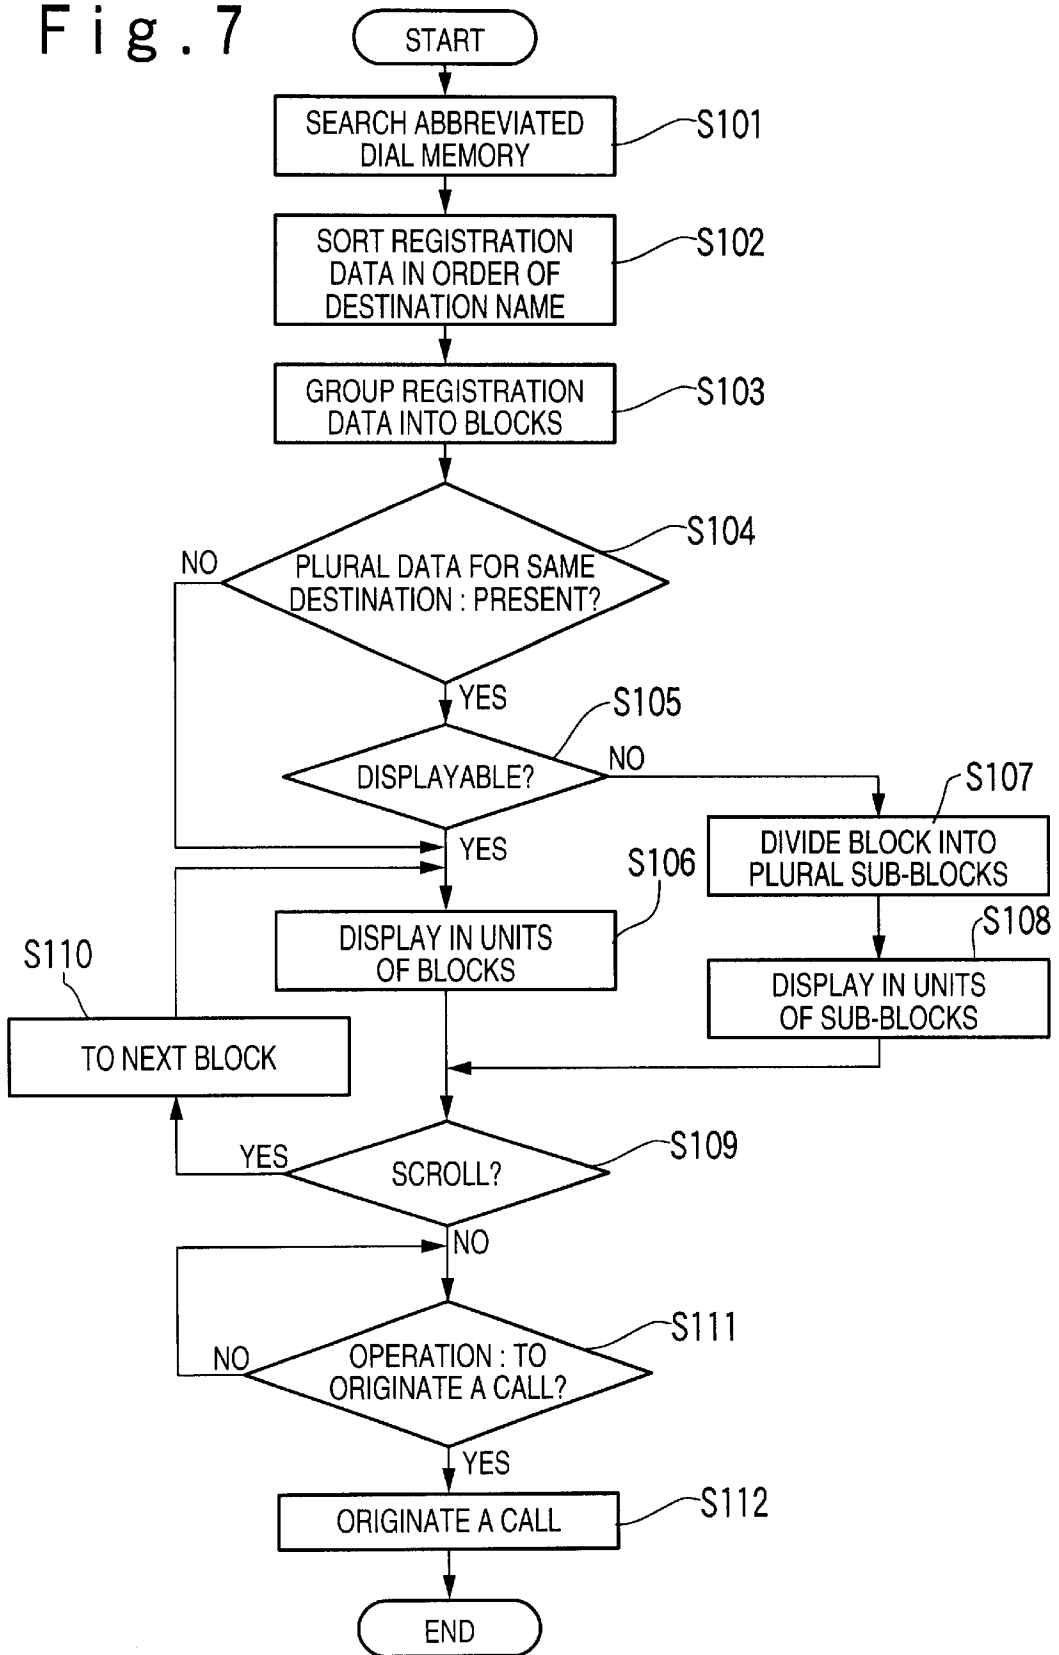 Fig.7
START
SEARCH ABBREVIATED
DIAL MEMORY
S101
SORT REGISTRATION
DATA IN ORDER OF
DESTINATION NAME
S102
GROUP REGISTRATION
DATA INTO BLOCKS
S103
S104
NO
PLURAL DATA FOR SAME
DESTINATION : PRESENT?
YES
S105
DISPLAYABLE?
NO
S107
DIVIDE BLOCK INTO
PLURAL SUB-BLOCKS
YES
S106
DISPLAY IN UNITS
OF BLOCKS
S108
DISPLAY IN UNITS
OF SUB-BLOCKS
S110
TO NEXT BLOCK
YES
SCROLL?
S109
NO
S111
NO
OPERATION : TO
ORIGINATE A CALL?
YES
ORIGINATE A CALL
S112
END